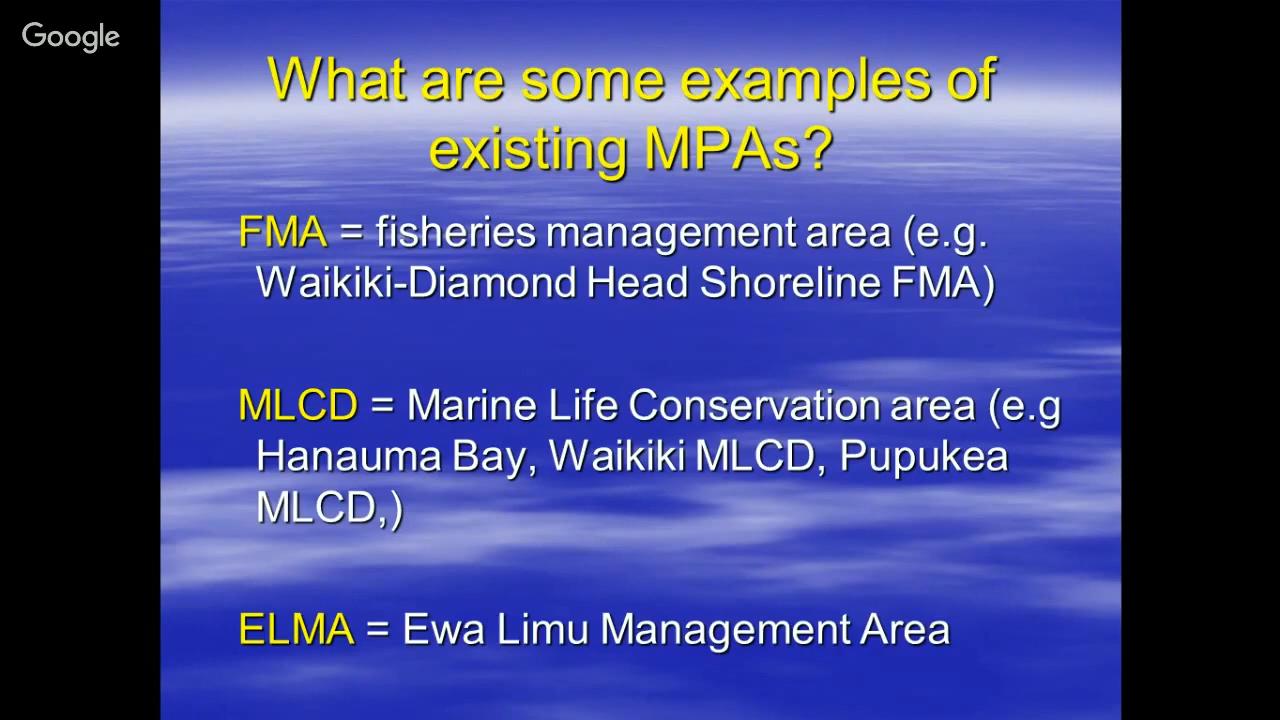 Google
What are some examples of
existing MPAs?
FMA = fisheries management area (e.g.
Waikiki-Diamond Head Shoreline FMA)
MLCD = Marine Life Conservation area (e.g
Hanauma Bay, Waikiki MLCD, Pupukea
MLCD,)
ELMA = Ewa Limu Management Area